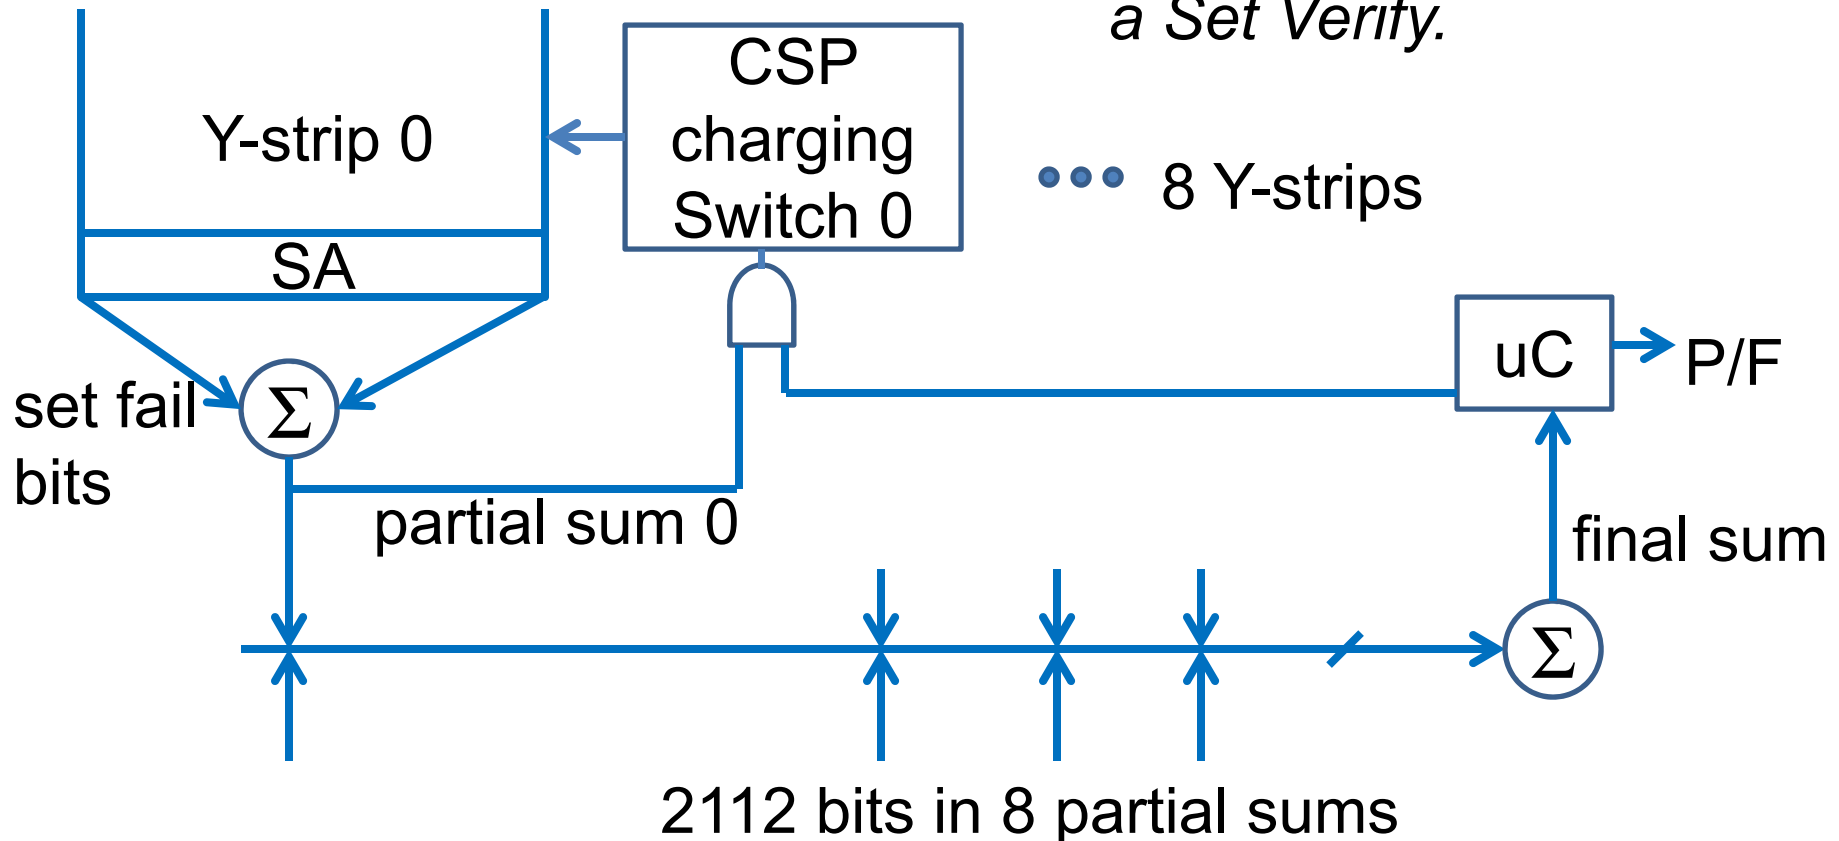 a Set Verify.
CSP
charging
Switch 0
Y-strip 0
8 Y-strips
SA
uC
P/F
set fail
bits
Σ
partial sum 0
final sum
Σ
2112 bits in 8 partial sums